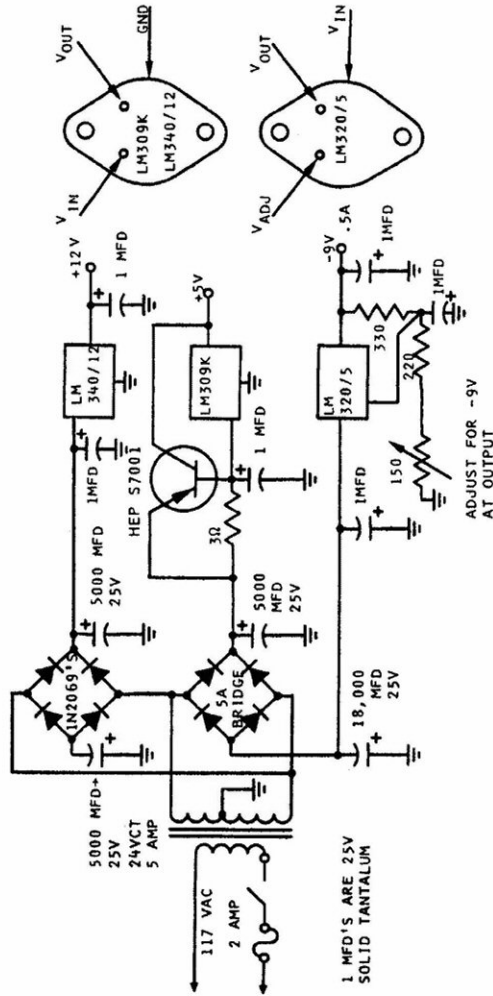 5000 MFD+
25V
24VCT
5 AMP
117 VAC
2 AMP
1 MFD'S ARE 25V
SOLID TANTALUM
1N2069'S
+
5000 MFD
25V
5A
BRIDGE
+
5000
MFD
25V
18,000
MFD
25V
+
+
1MFD
LM
340/12
+12V
+
1 MFD
HEP S7001
3Ω
+
1 MFD
LM309K
+5V
1MFD
+
LM
320/5
-9V
.5A
1MFD
+
330
1MFD
+
220
150
ADJUST FOR -9V
AT OUTPUT
VIN
VOUT
GND
LM309K
LM340/12
VADJ
VOUT
VIN
LM320/5